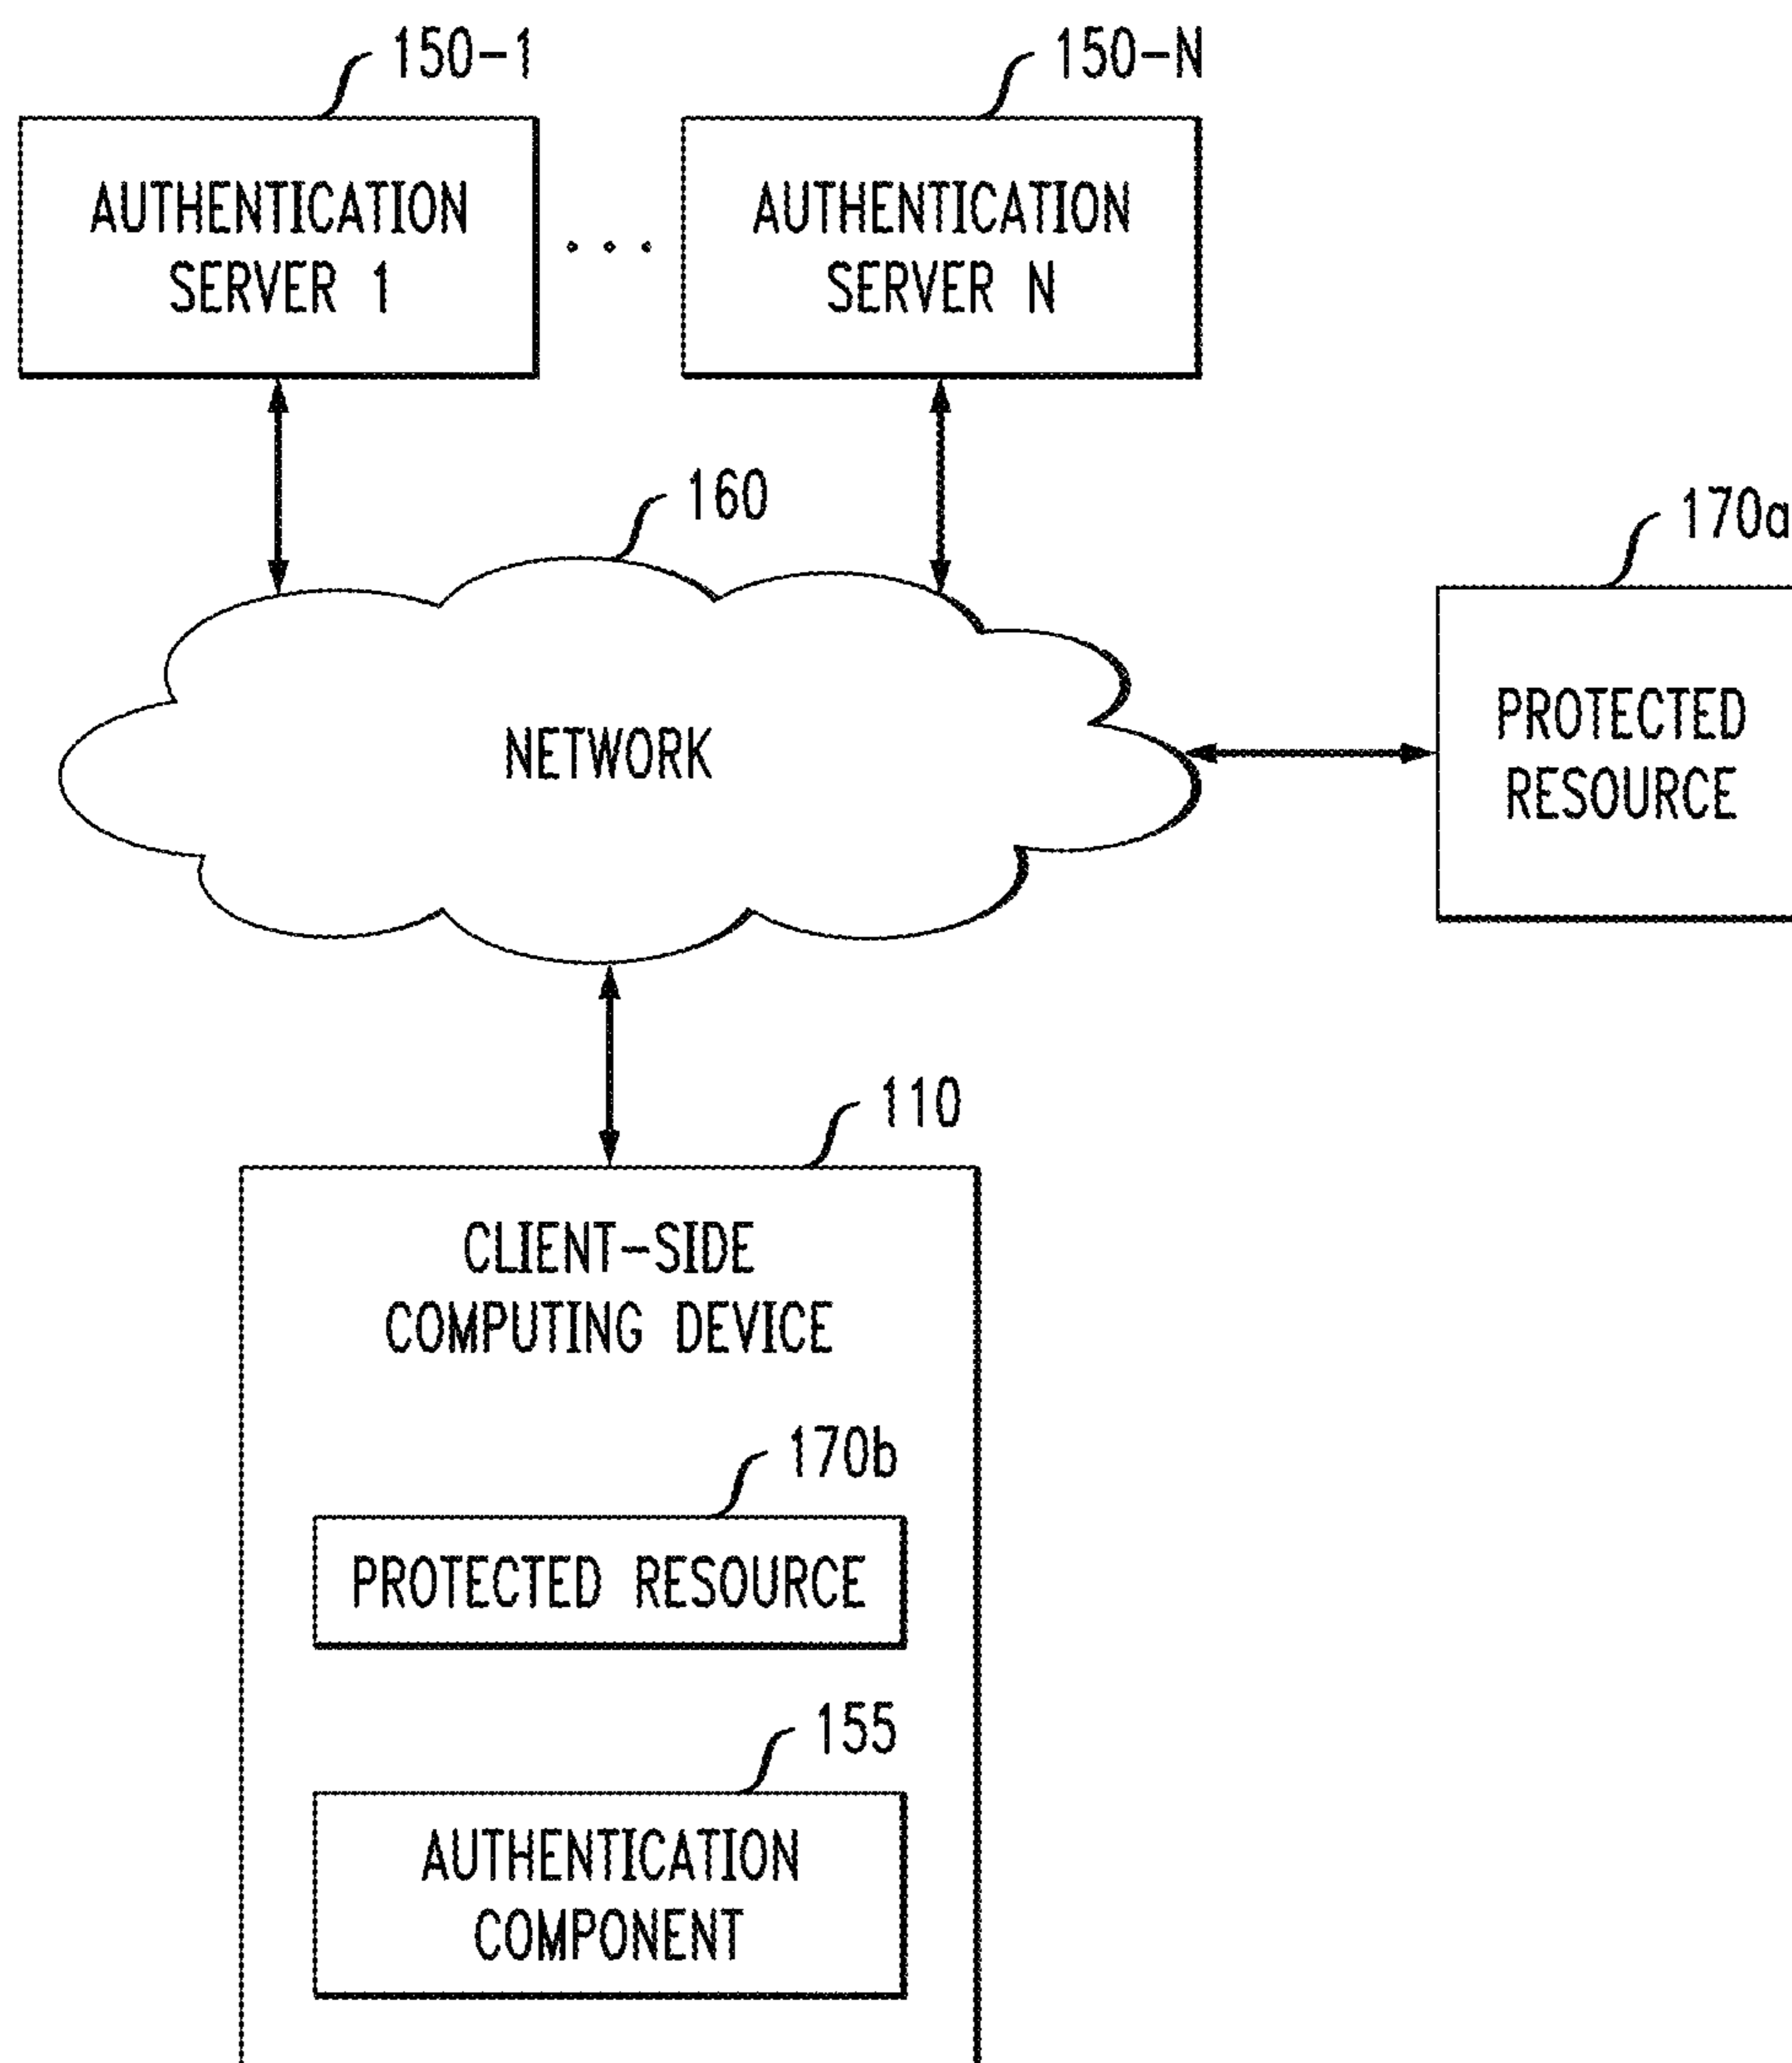 150-1
150-N
AUTHENTICATION
SERVER 1
. . .
AUTHENTICATION
SERVER N
160
170a
NETWORK
PROTECTED
RESOURCE
110
CLIENT-SIDE
COMPUTING DEVICE
170b
PROTECTED RESOURCE
155
AUTHENTICATION
COMPONENT